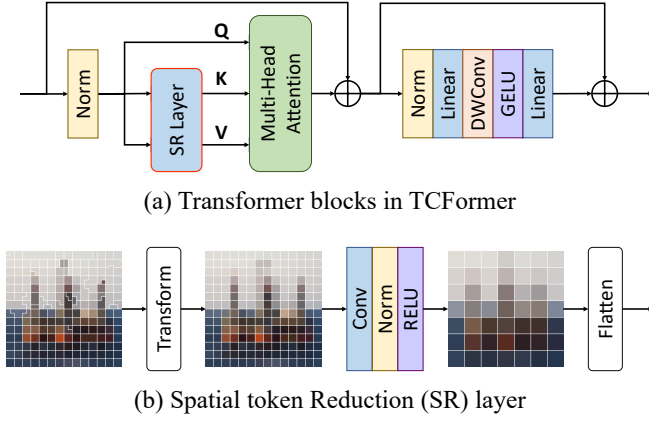 Q
K
V
Norm
SR Layer
Multi-Head
Attention
Norm
Linear
DWConv
GELU
Linear
(a) Transformer blocks in TCFormer
Transform
Conv
Norm
RELU
Flatten
(b) Spatial token Reduction (SR) layer